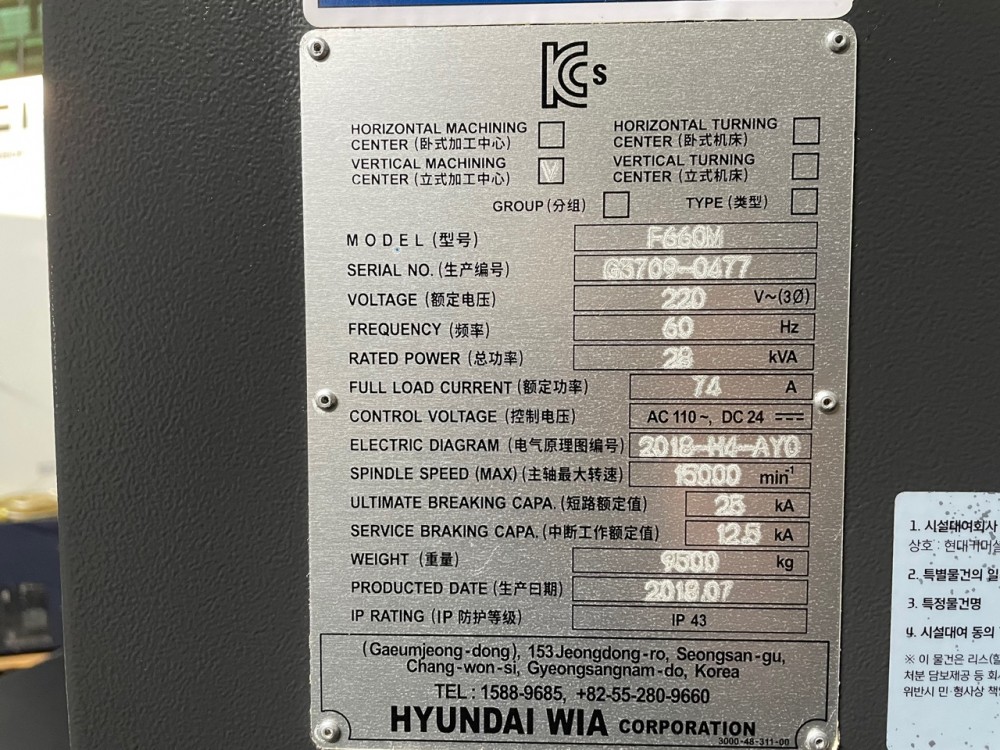 KCs
HORIZONTAL MACHINING CENTER (卧式加工中心)
HORIZONTAL TURNING CENTER (卧式机床)
VERTICAL MACHINING CENTER (立式加工中心) V
VERTICAL TURNING CENTER (立式机床)
GROUP (分组) TYPE (类型)
MODEL (型号) F660M
SERIAL NO. (生产编号) G3709-0477
VOLTAGE (额定电压) 220 V~(3Ø)
FREQUENCY (频率) 60 Hz
RATED POWER (总功率) 28 kVA
FULL LOAD CURRENT (额定功率) 74 A
CONTROL VOLTAGE (控制电压) AC 110 ~, DC 24 ⎓
ELECTRIC DIAGRAM (电气原理图编号) 2018-H4-AY0
SPINDLE SPEED (MAX) (主轴最大转速) 15000 min⁻¹
ULTIMATE BREAKING CAPA. (短路额定值) 25 kA
SERVICE BRAKING CAPA. (中断工作额定值) 12.5 kA
WEIGHT (重量) 9500 kg
PRODUCTED DATE (生产日期) 2018.07
IP RATING (IP 防护等级) IP 43
(Gaeumjeong-dong), 153 Jeongdong-ro, Seongsan-gu,
Chang-won-si, Gyeongsangnam-do, Korea
TEL : 1588-9685, +82-55-280-9660
HYUNDAI WIA CORPORATION
3000-48-311-00
1. 시설대여회사
상호 : 현대커머셜
2. 특별물건의 일
3. 특정물건명
4. 시설대여 동의
※ 이 물건은 리스(할
처분 담보제공 등 회사
위반시 민·형사상 책임